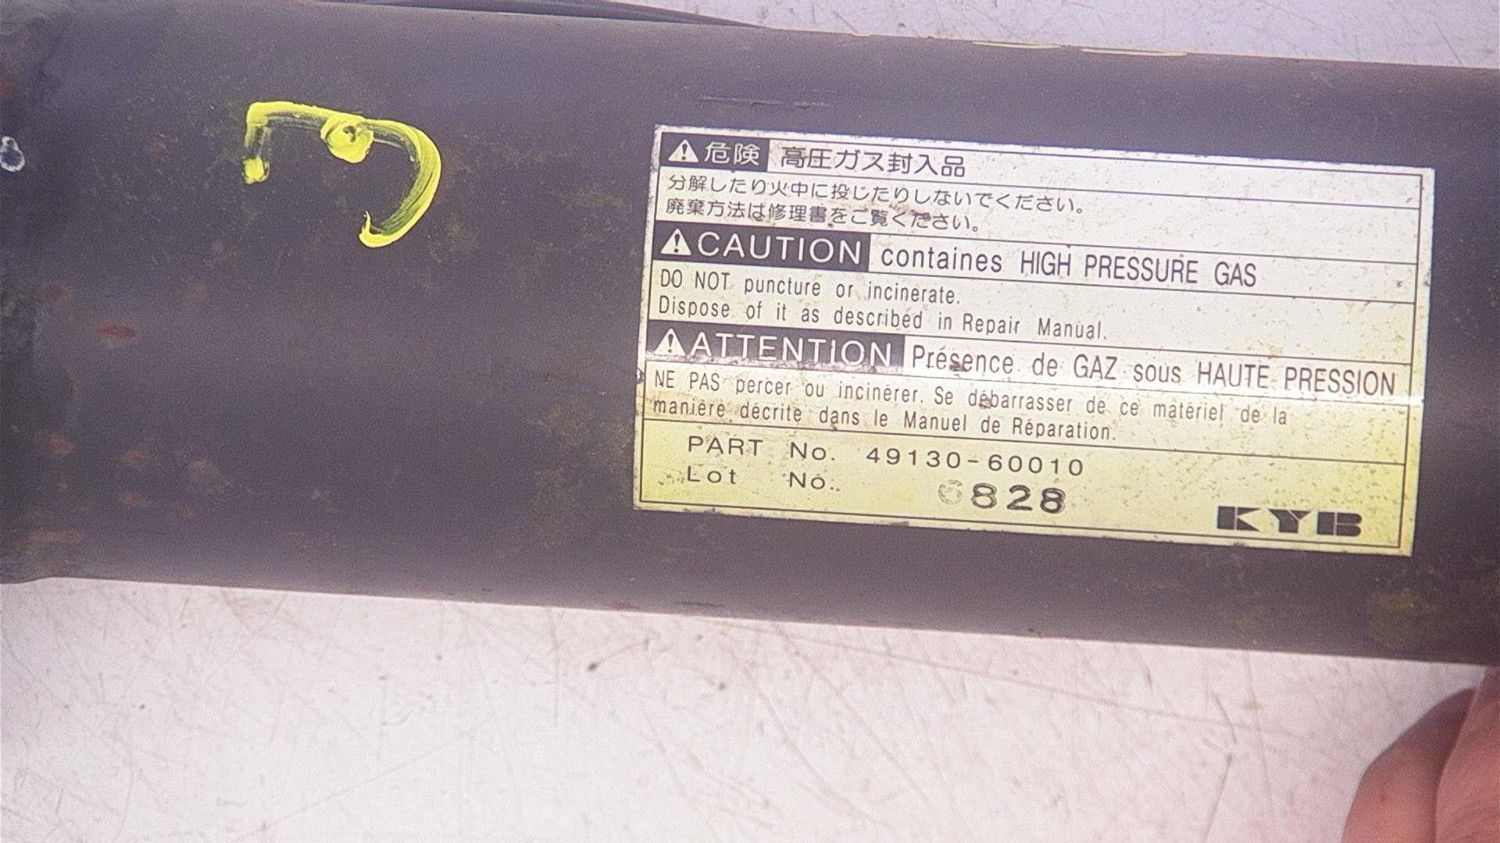 危険 高圧ガス封入品
分解したり火中に投じたりしないでください。
廃棄方法は修理書をご覧ください。
CAUTION containes HIGH PRESSURE GAS
DO NOT puncture or incinerate.
Dispose of it as described in Repair Manual.
ATTENTION Présence de GAZ sous HAUTE PRESSION
NE PAS percer ou incinérer. Se débarrasser de ce matériel de la
manière décrite dans le Manuel de Réparation.
PART No. 49130-60010
Lot No. 6828
KYB